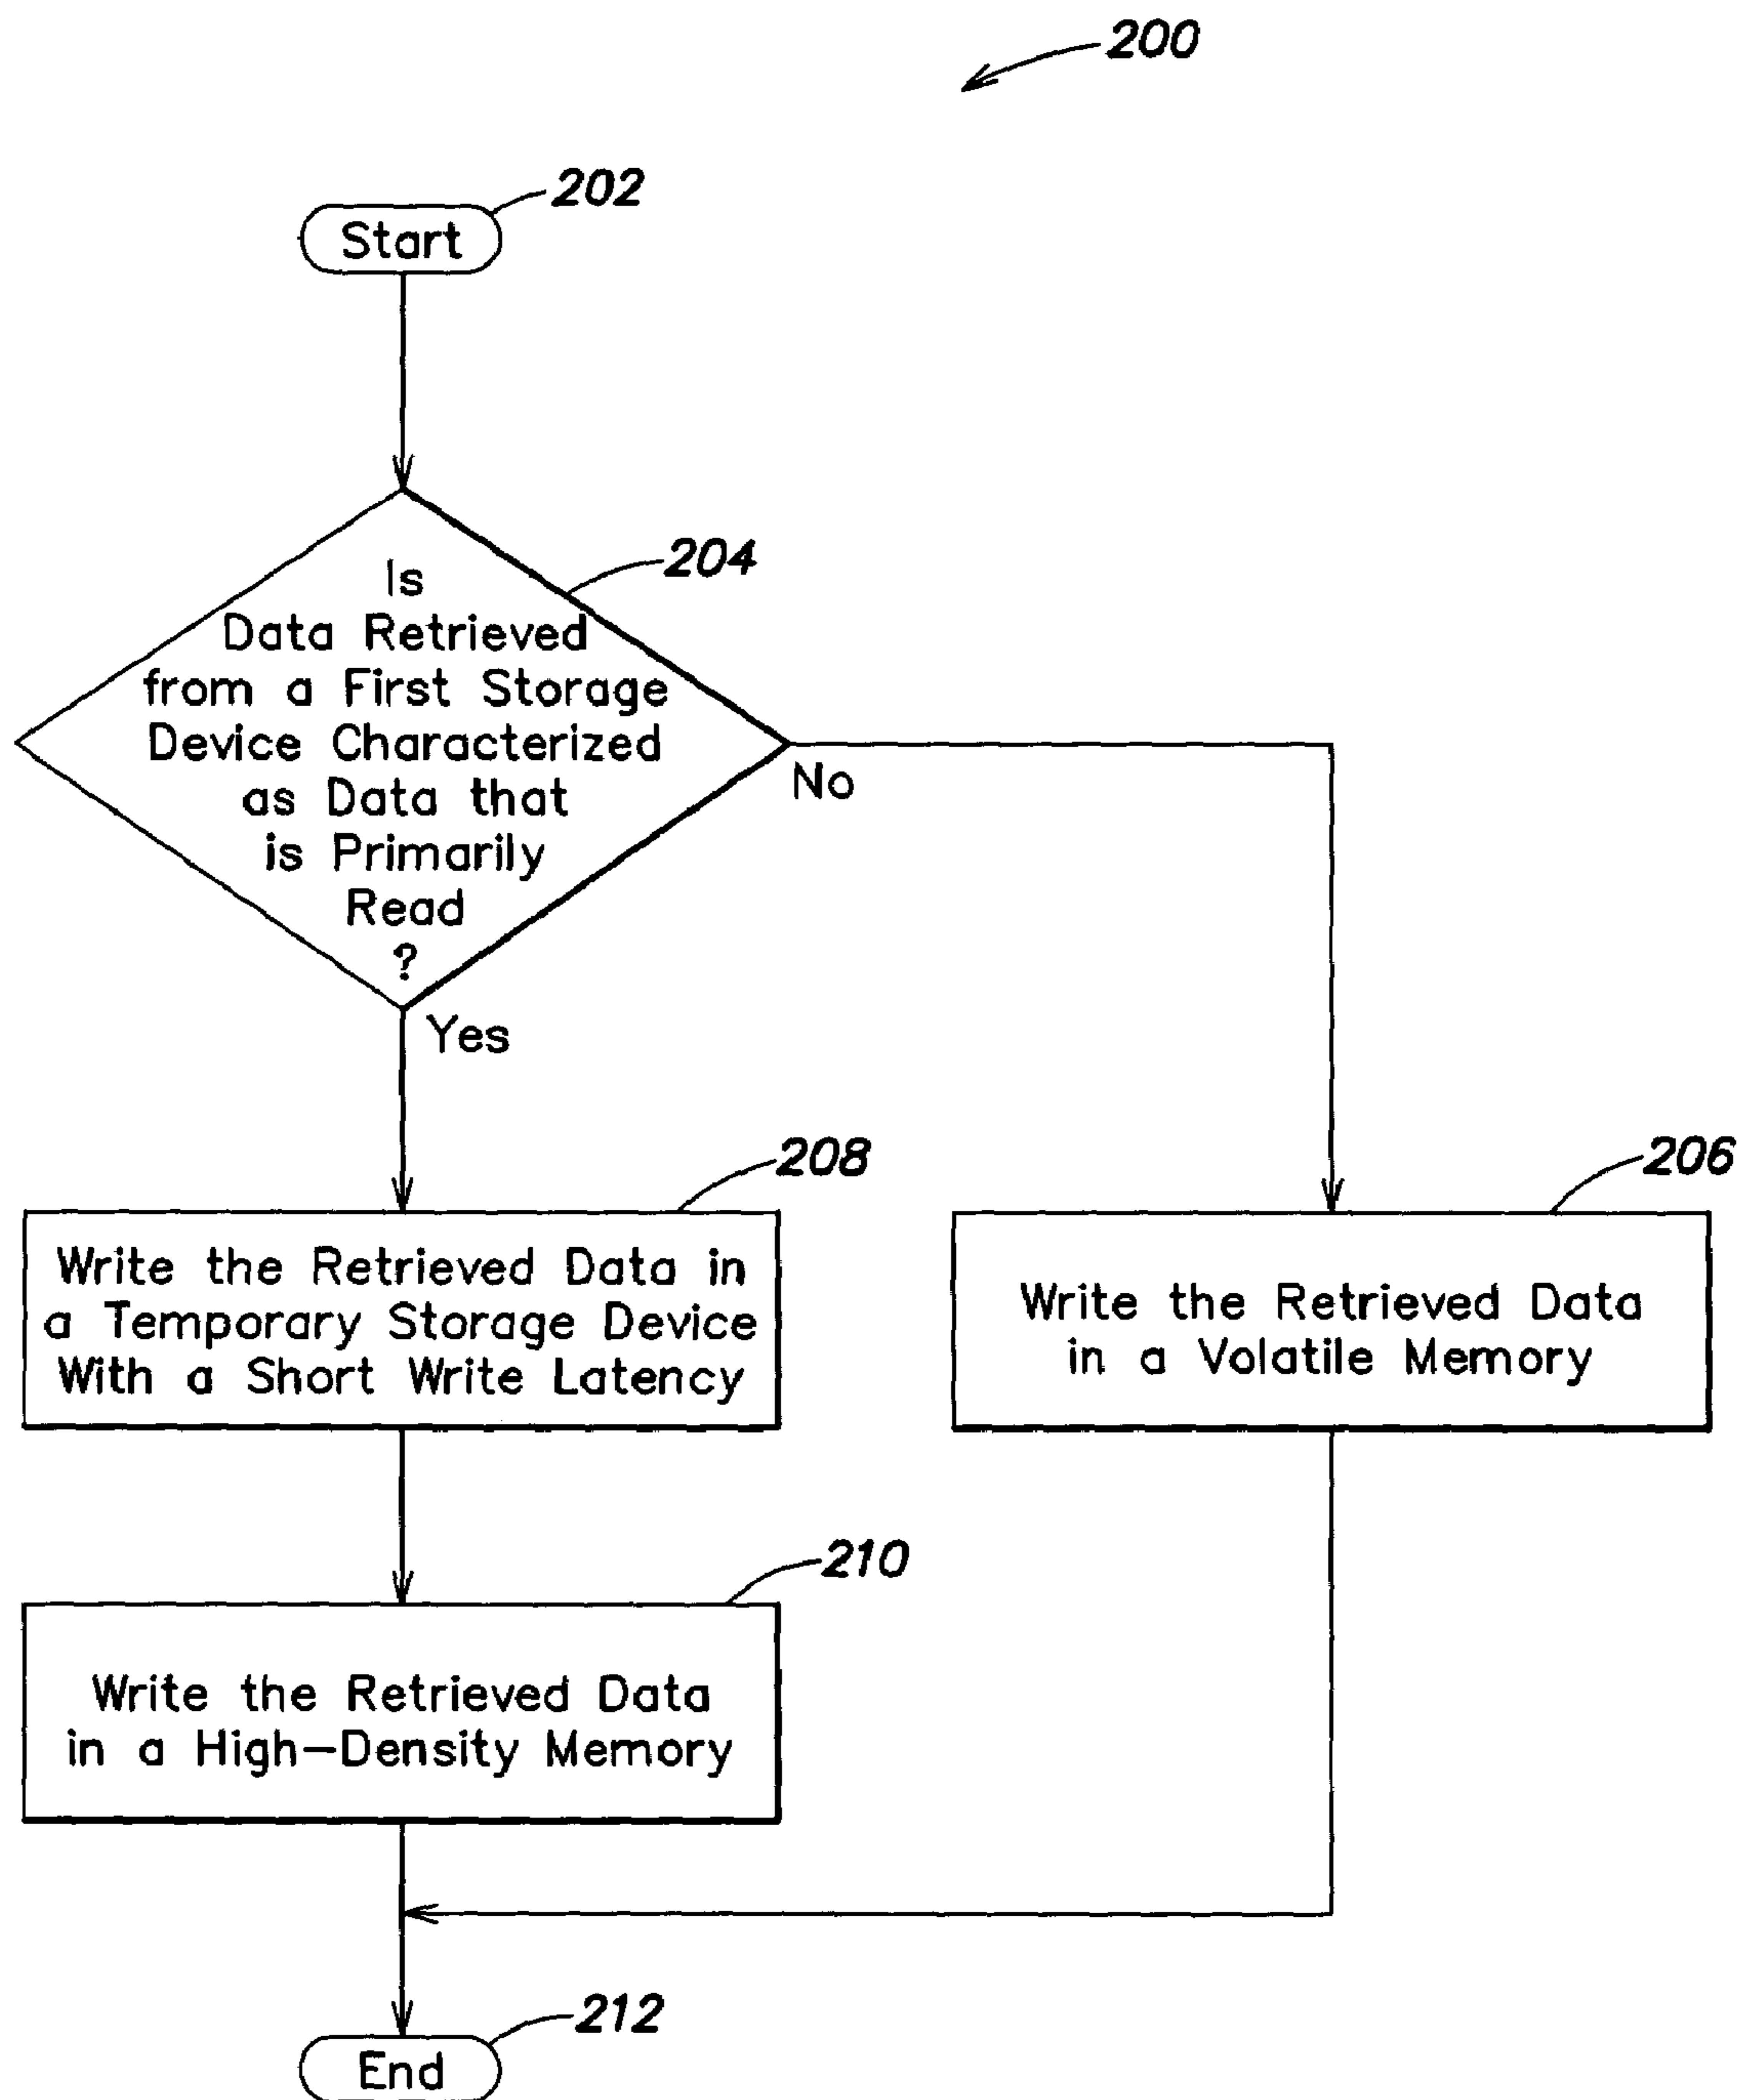 200
202
Start
204
Is
Data Retrieved
from a First Storage
Device Characterized
as Data that
is Primarily
Read
?
No
Yes
208
Write the Retrieved Data in
a Temporary Storage Device
With a Short Write Latency
206
Write the Retrieved Data
in a Volatile Memory
210
Write the Retrieved Data
in a High-Density Memory
212
End